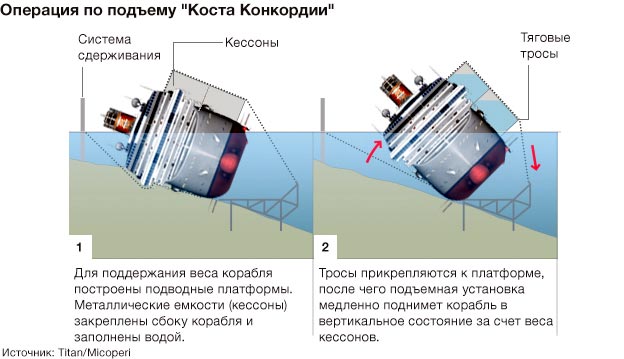 Операция по подъему "Коста Конкордии"
Система
сдерживания
Кессоны
Тяговые
тросы
1
Для поддержания веса корабля
построены подводные платформы.
Металлические емкости (кессоны)
закреплены сбоку корабля и
заполнены водой.
2
Тросы прикрепляются к платформе,
после чего подъемная установка
медленно поднимет корабль в
вертикальное состояние за счет веса
кессонов.
Источник: Titan/Micoperi